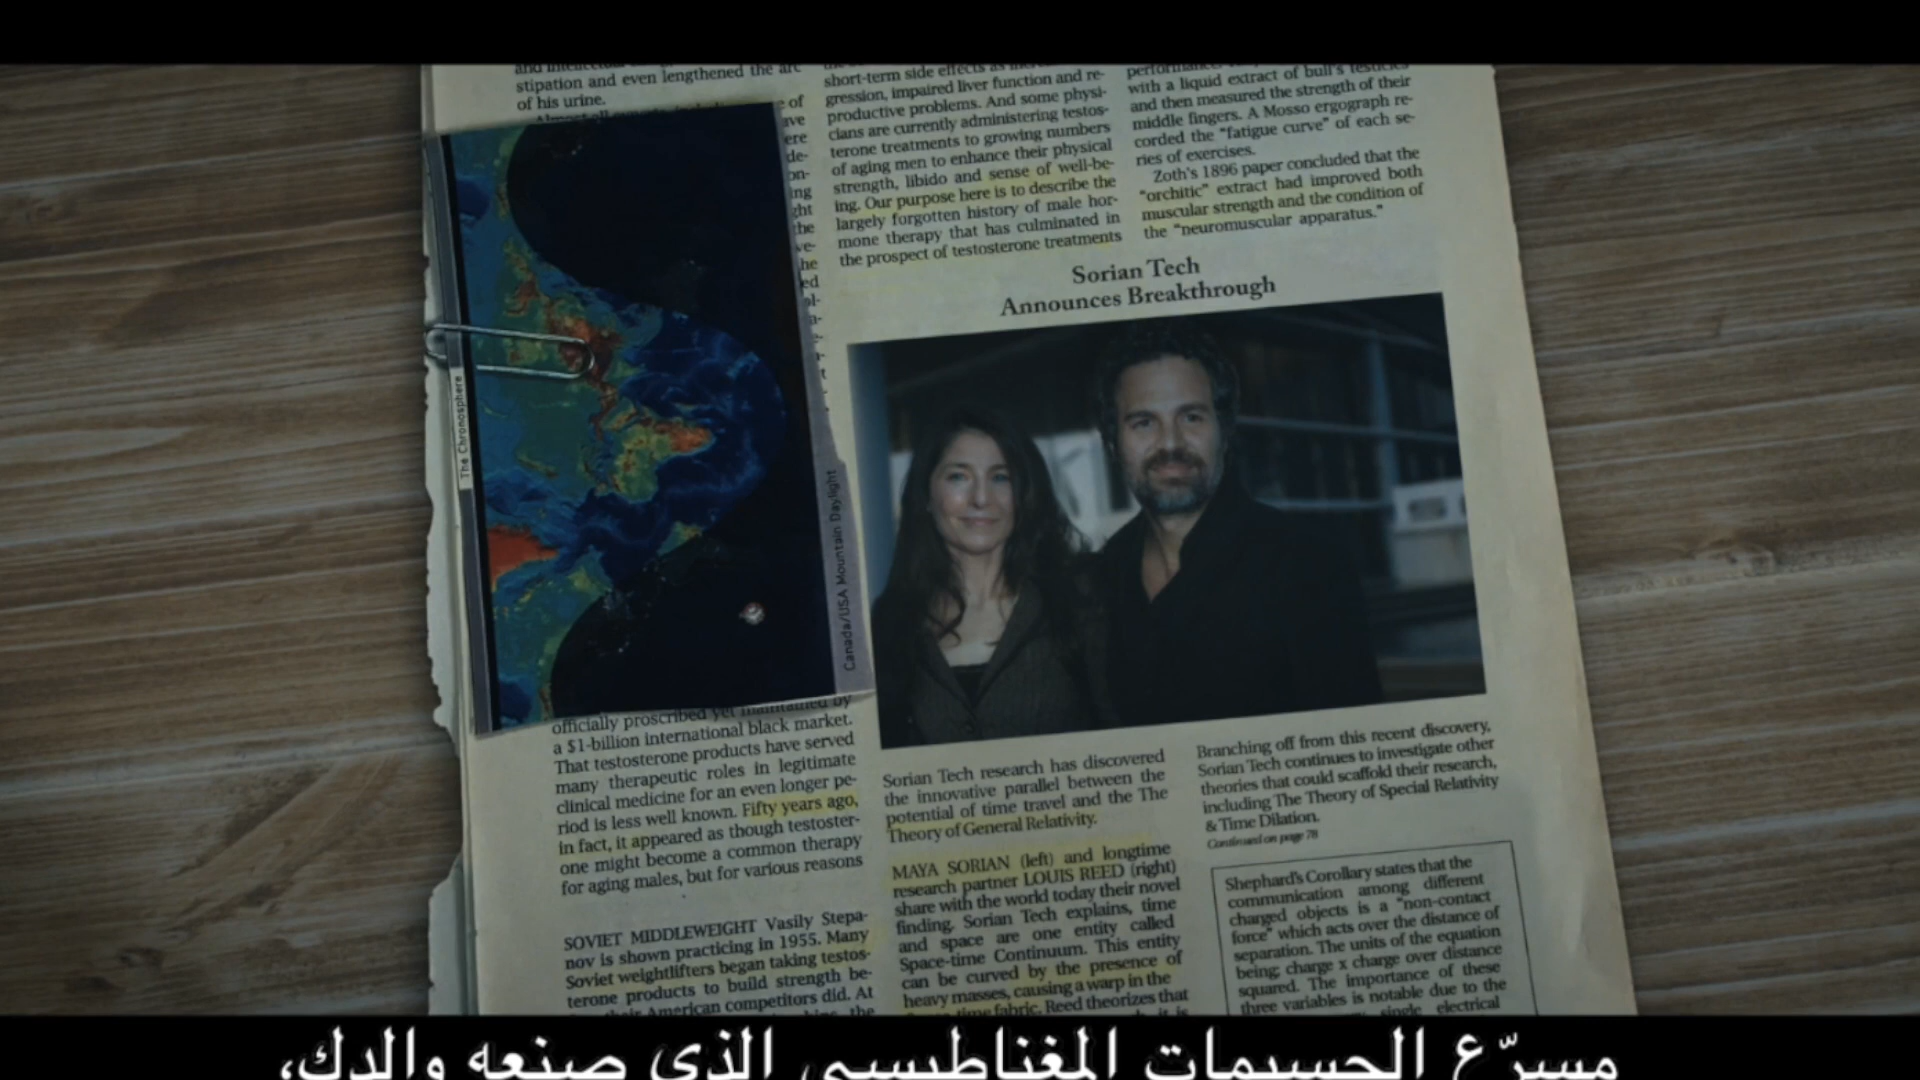 stipation and even lengthened the arc
of his urine.
short-term side effects as
gression, impaired liver function and re-
productive problems. And some physi-
cians are currently administering testos-
terone treatments to growing numbers
of aging men to enhance their physical
strength, libido and sense of well-be-
ing. Our purpose here is to describe the
largely forgotten history of male hor-
mone therapy that has culminated in
the prospect of testosterone treatments
with a liquid extract of bull's testicles
and then measured the strength of their
middle fingers. A Mosso ergograph re-
corded the "fatigue curve" of each se-
ries of exercises.
Zoth's 1896 paper concluded that the
"orchitic" extract had improved both
muscular strength and the condition of
the "neuromuscular apparatus."
The Chronosphere
Canada/USA Mountain Daylight
Sorian Tech
Announces Breakthrough
officially proscribed yet maintained by
a $1-billion international black market.
That testosterone products have served
many therapeutic roles in legitimate
clinical medicine for an even longer pe-
riod is less well known. Fifty years ago,
in fact, it appeared as though testoster-
one might become a common therapy
for aging males, but for various reasons
SOVIET MIDDLEWEIGHT Vasily Stepa-
nov is shown practicing in 1955. Many
Soviet weightlifters began taking testos-
terone products to build strength be-
their American competitors did. At
Sorian Tech research has discovered
the innovative parallel between the
potential of time travel and the The
Theory of General Relativity.
MAYA SORIAN (left) and longtime
research partner LOUIS REED (right)
share with the world today their novel
finding. Sorian Tech explains, time
and space are one entity called
Space-time Continuum. This entity
can be curved by the presence of
heavy masses, causing a warp in the
time fabric. Reed theorizes that
Branching off from this recent discovery,
Sorian Tech continues to investigate other
theories that could scaffold their research,
including The Theory of Special Relativity
& Time Dilation.
Continued on page 78
Shephard's Corollary states that the
communication among different
charged objects is a "non-contact
force" which acts over the distance of
separation. The units of the equation
being; charge x charge over distance
squared. The importance of these
three variables is notable due to the
single electrical
مسرّع الجسيمات المغناطيسي الذي صنعه والدك،